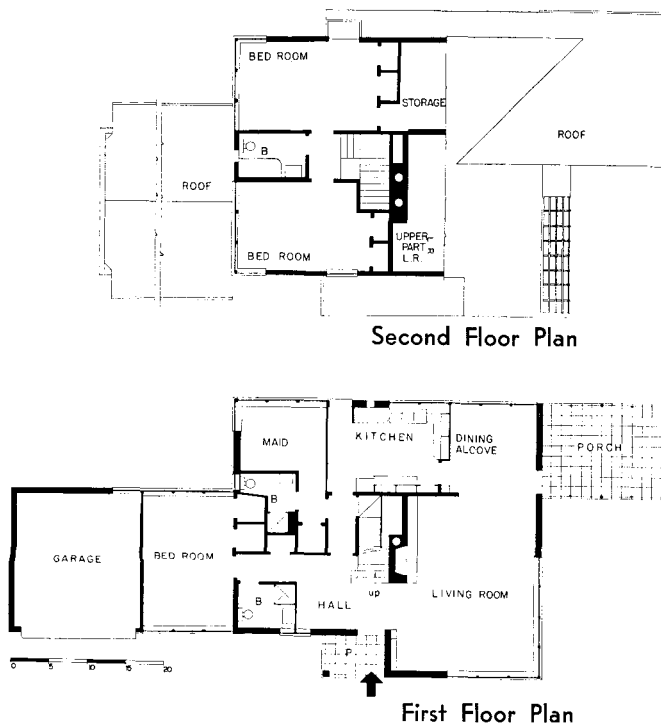 BED ROOM
STORAGE
ROOF
B
ROOF
BED ROOM
UPPER
PART
L.R.
Second Floor Plan
MAID
KITCHEN
DINING
ALCOVE
PORCH
B
GARAGE
BED ROOM
up
LIVING ROOM
B
HALL
P.
0 5 10 15 20
First Floor Plan